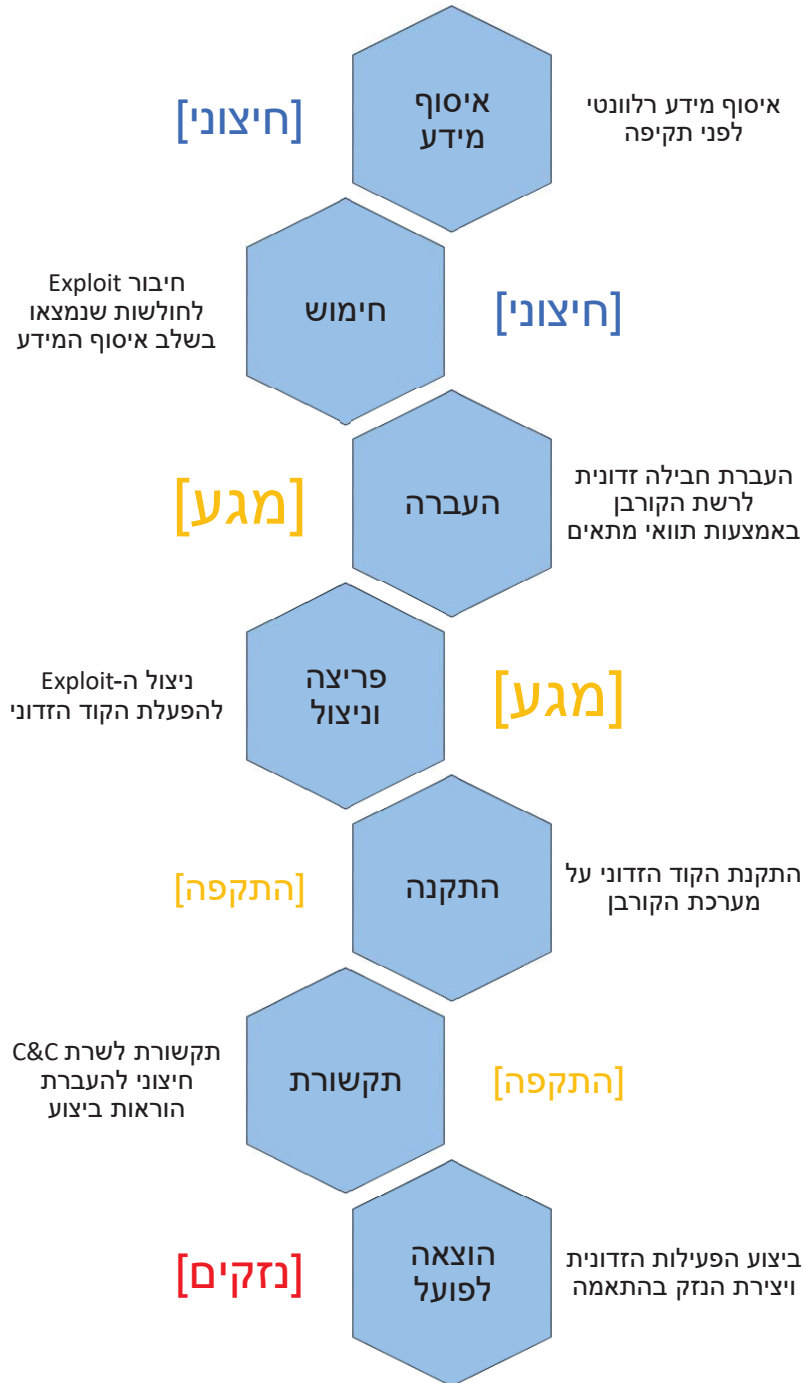 איסוף
מידע
איסוף מידע רלוונטי
לפני תקיפה
[חיצוני]
חימוש
חיבור Exploit
לחולשות שנמצאו
בשלב איסוף המידע
[חיצוני]
העברה
העברת חבילה זדונית
לרשת הקורבן
באמצעות תוואי מתאים
[מגע]
פריצה
וניצול
ניצול ה-Exploit
להפעלת הקוד הזדוני
[מגע]
התקנה
התקנת הקוד הזדוני על
מערכת הקורבן
[התקפה]
תקשורת
תקשורת לשרת C&C
חיצוני להעברת
הוראות ביצוע
[התקפה]
הוצאה
לפועל
ביצוע הפעילות הזדונית
ויצירת הנזק בהתאמה
[נזקים]